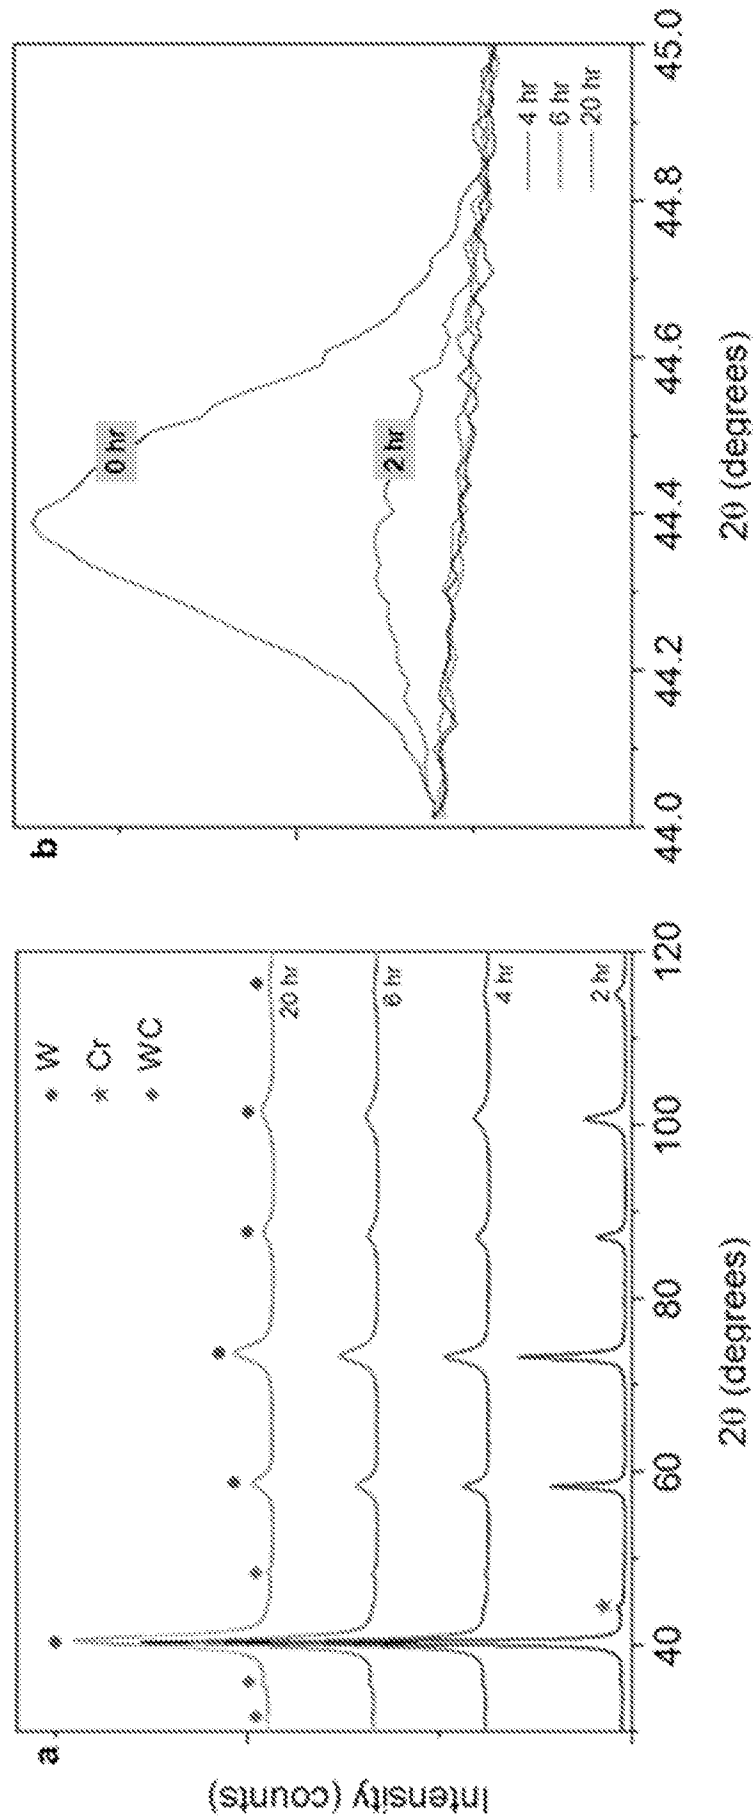 a
W
Cr
WC
20 hr
6 hr
4 hr
2 hr
40
60
80
100
120
2θ (degrees)
Intensity (counts)
b
0 hr
2 hr
4 hr
6 hr
20 hr
44.0
44.2
44.4
44.6
44.8
45.0
2θ (degrees)